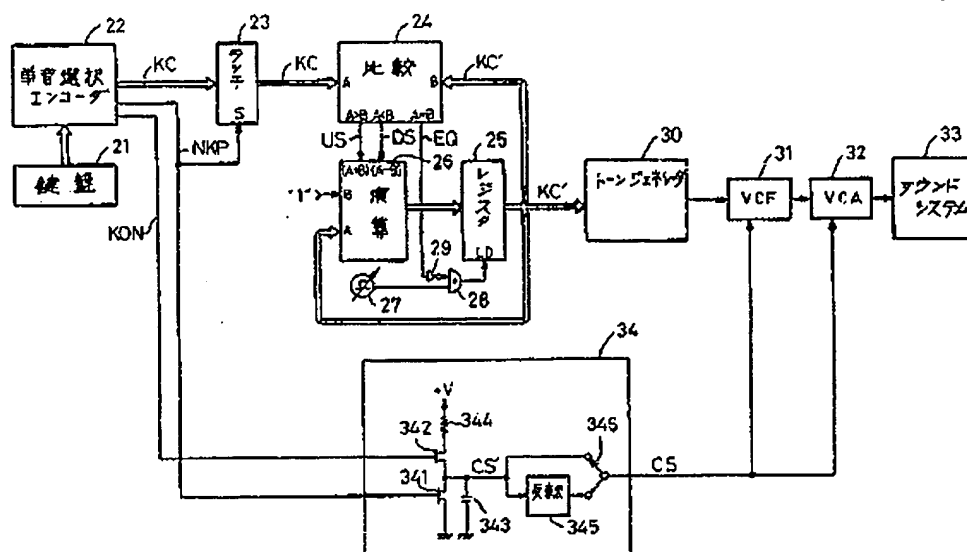 22
単音選択
エンコーダ
KC
23
ラッチ
S
KC
24
比較
A
B
A>B
A<B
A=B
KC'
US
DS
EQ
25
レジスタ
LD
26
(A+B)
(A-B)
"1"
B
A
演算
27
28
29
21
鍵盤
NKP
KON
KC'
30
トーンジェネレータ
31
VCF
32
VCA
33
サウンド
システム
34
+V
344
342
341
343
CS'
346
反転
345
CS